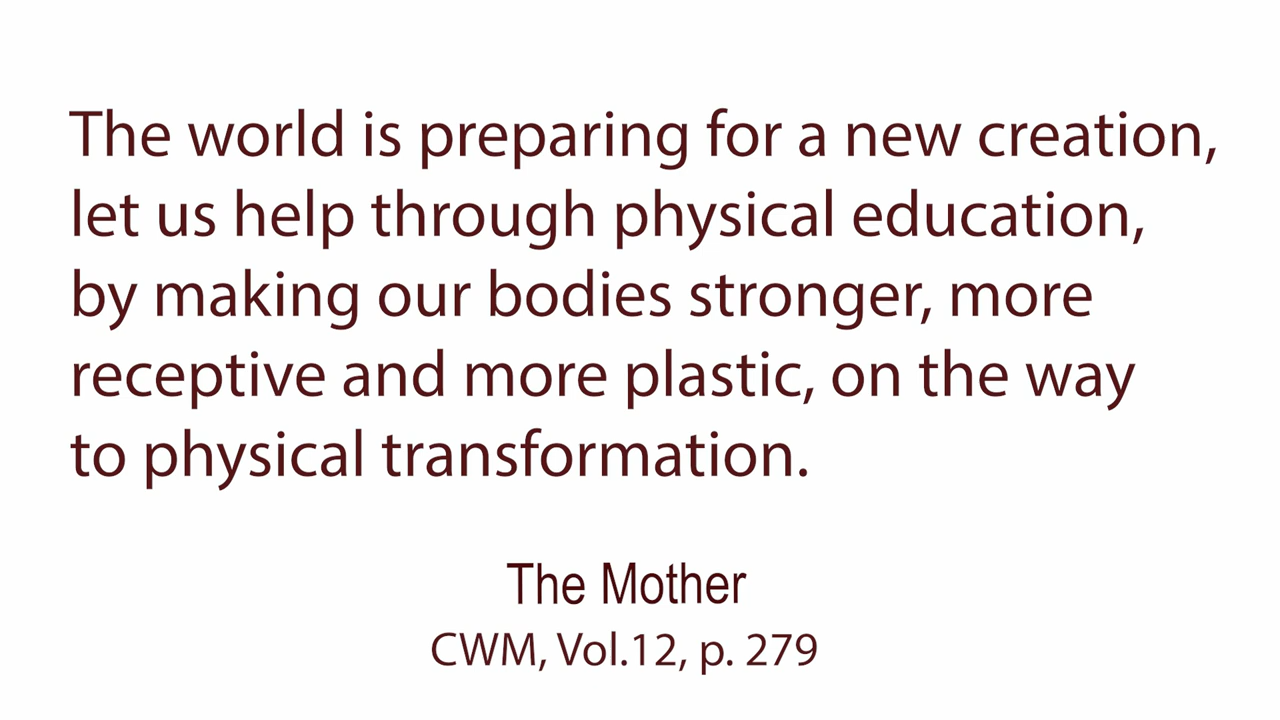 The world is preparing for a new creation,
let us help through physical education,
by making our bodies stronger, more
receptive and more plastic, on the way
to physical transformation.
The Mother
CWM, Vol.12, p. 279